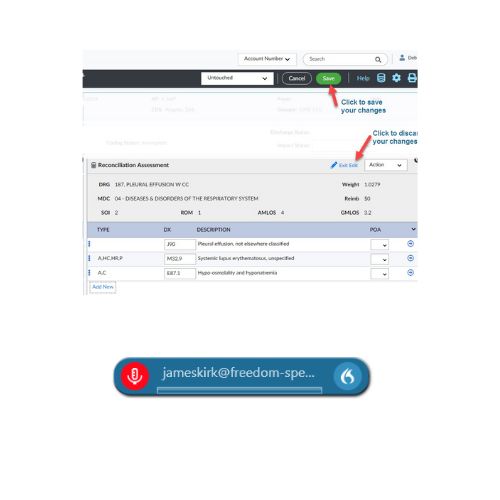 Account Number
Search
Deb
Untouched
Cancel
Save
Help
Click to save
your changes
Click to discar
your changes
Reconciliation Assessment
Exit Edit
Action
DRG 187, PLEURAL EFFUSION W CC
Weight 1.0279
MDC 04 - DISEASES & DISORDERS OF THE RESPIRATORY SYSTEM
Reimb $0
SOI 2
ROM 1
AMLOS 4
GMLOS 3.2
TYPE DX DESCRIPTION POA
J90 Pleural effusion, not elsewhere classified
A,HC,HR,P M32.9 Systemic lupus erythematosus, unspecified
A,C E87.1 Hypo-osmolality and hyponatremia
Add New
jameskirk@freedom-spe...